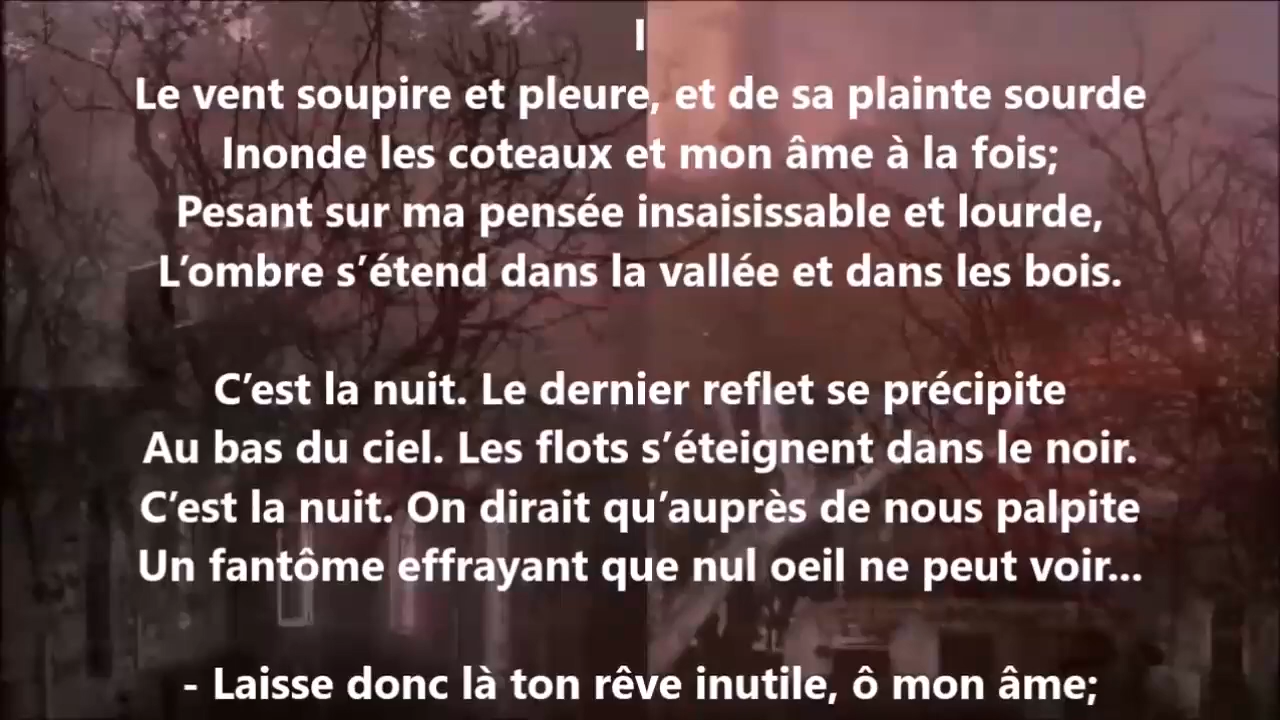 I
Le vent soupire et pleure, et de sa plainte sourde
Inonde les coteaux et mon âme à la fois;
Pesant sur ma pensée insaisissable et lourde,
L’ombre s’étend dans la vallée et dans les bois.
C’est la nuit. Le dernier reflet se précipite
Au bas du ciel. Les flots s’éteignent dans le noir.
C’est la nuit. On dirait qu’auprès de nous palpite
Un fantôme effrayant que nul oeil ne peut voir...
- Laisse donc là ton rêve inutile, ô mon âme;